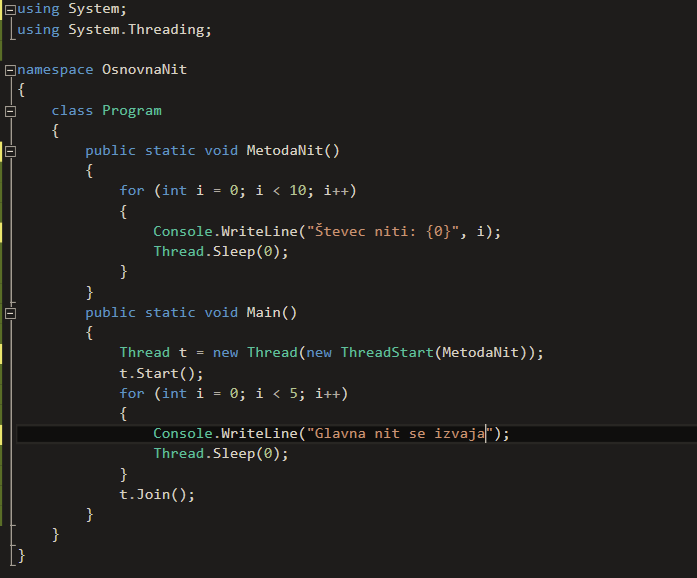 using System;
using System.Threading;
namespace OsnovnaNit
{
class Program
{
public static void MetodaNit()
{
for (int i = 0; i < 10; i++)
{
Console.WriteLine("Števec niti: {0}", i);
Thread.Sleep(0);
}
}
public static void Main()
{
Thread t = new Thread(new ThreadStart(MetodaNit));
t.Start();
for (int i = 0; i < 5; i++)
{
Console.WriteLine("Glavna nit se izvaja");
Thread.Sleep(0);
}
t.Join();
}
}
}